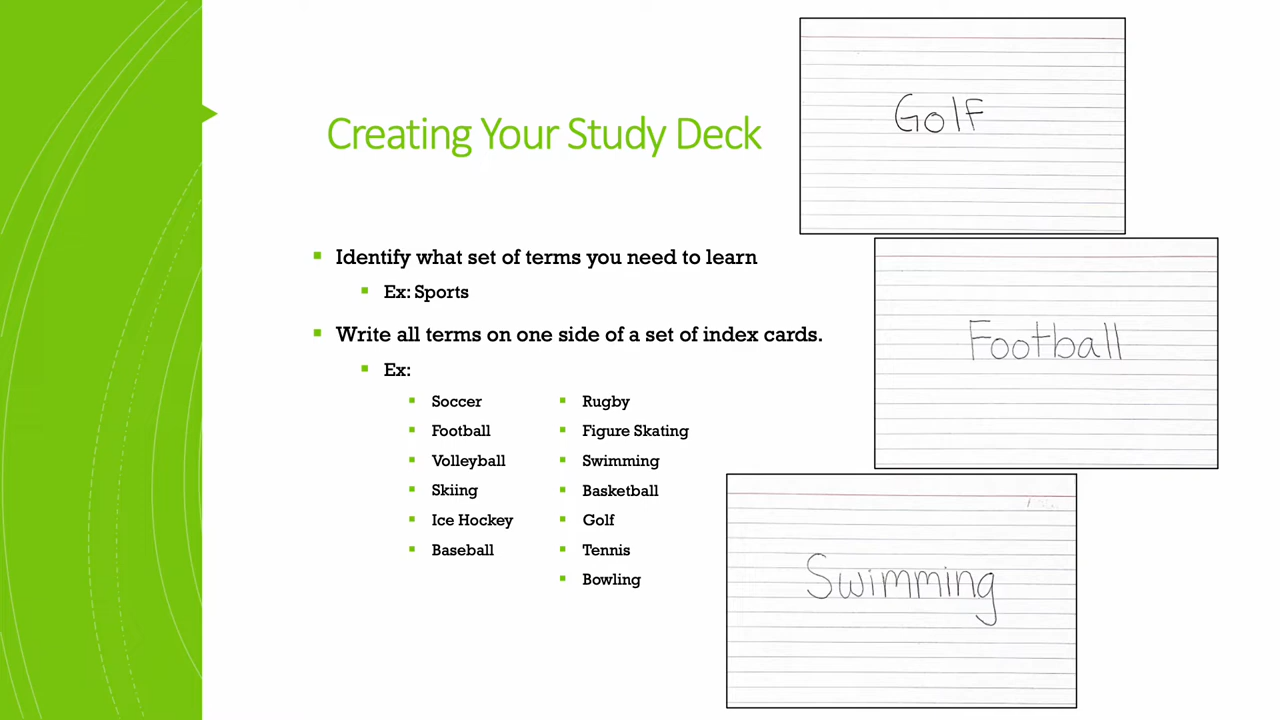 Creating Your Study Deck
Identify what set of terms you need to learn
Ex: Sports
Write all terms on one side of a set of index cards.
Ex:
Soccer
Football
Volleyball
Skiing
Ice Hockey
Baseball
Rugby
Figure Skating
Swimming
Basketball
Golf
Tennis
Bowling
Golf
Football
Swimming